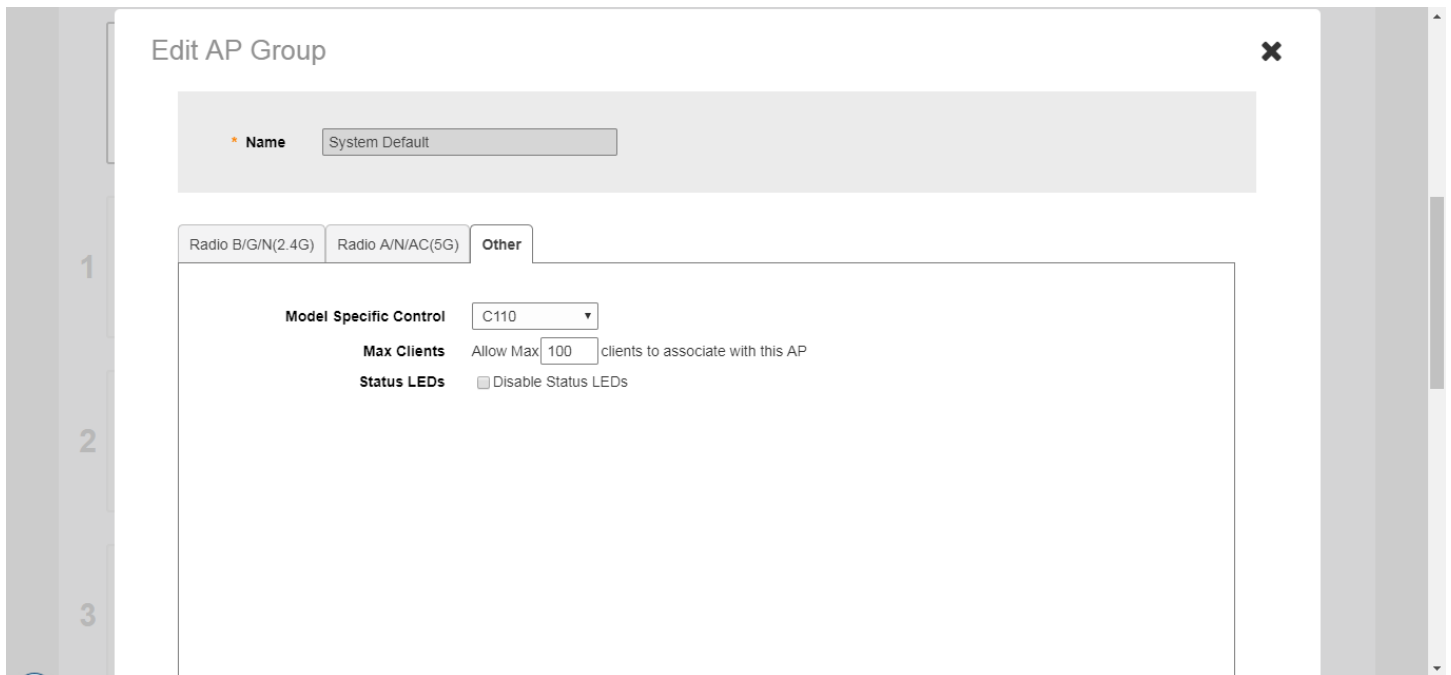 Edit AP Group
* Name System Default
Radio B/G/N(2.4G) Radio A/N/AC(5G) Other
1
Model Specific Control C110
Max Clients Allow Max 100 clients to associate with this AP
Status LEDs Disable Status LEDs
2
3